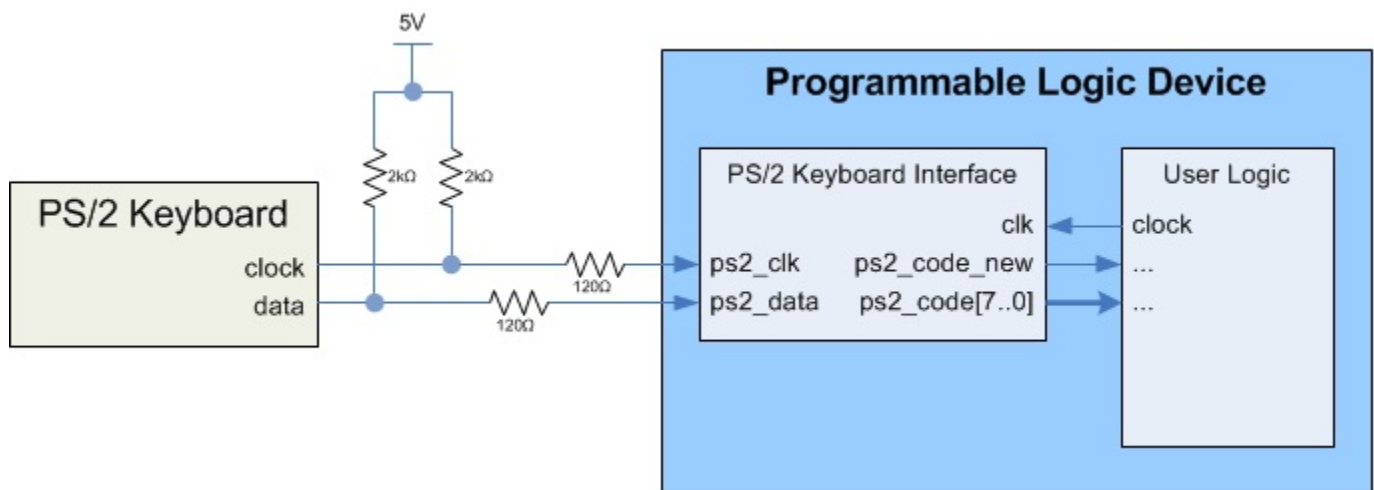 5V
Programmable Logic Device
2kΩ
2kΩ
PS/2 Keyboard
clock
data
120Ω
120Ω
PS/2 Keyboard Interface
clk
ps2_clk
ps2_code_new
ps2_data
ps2_code[7..0]
User Logic
clock
...
...